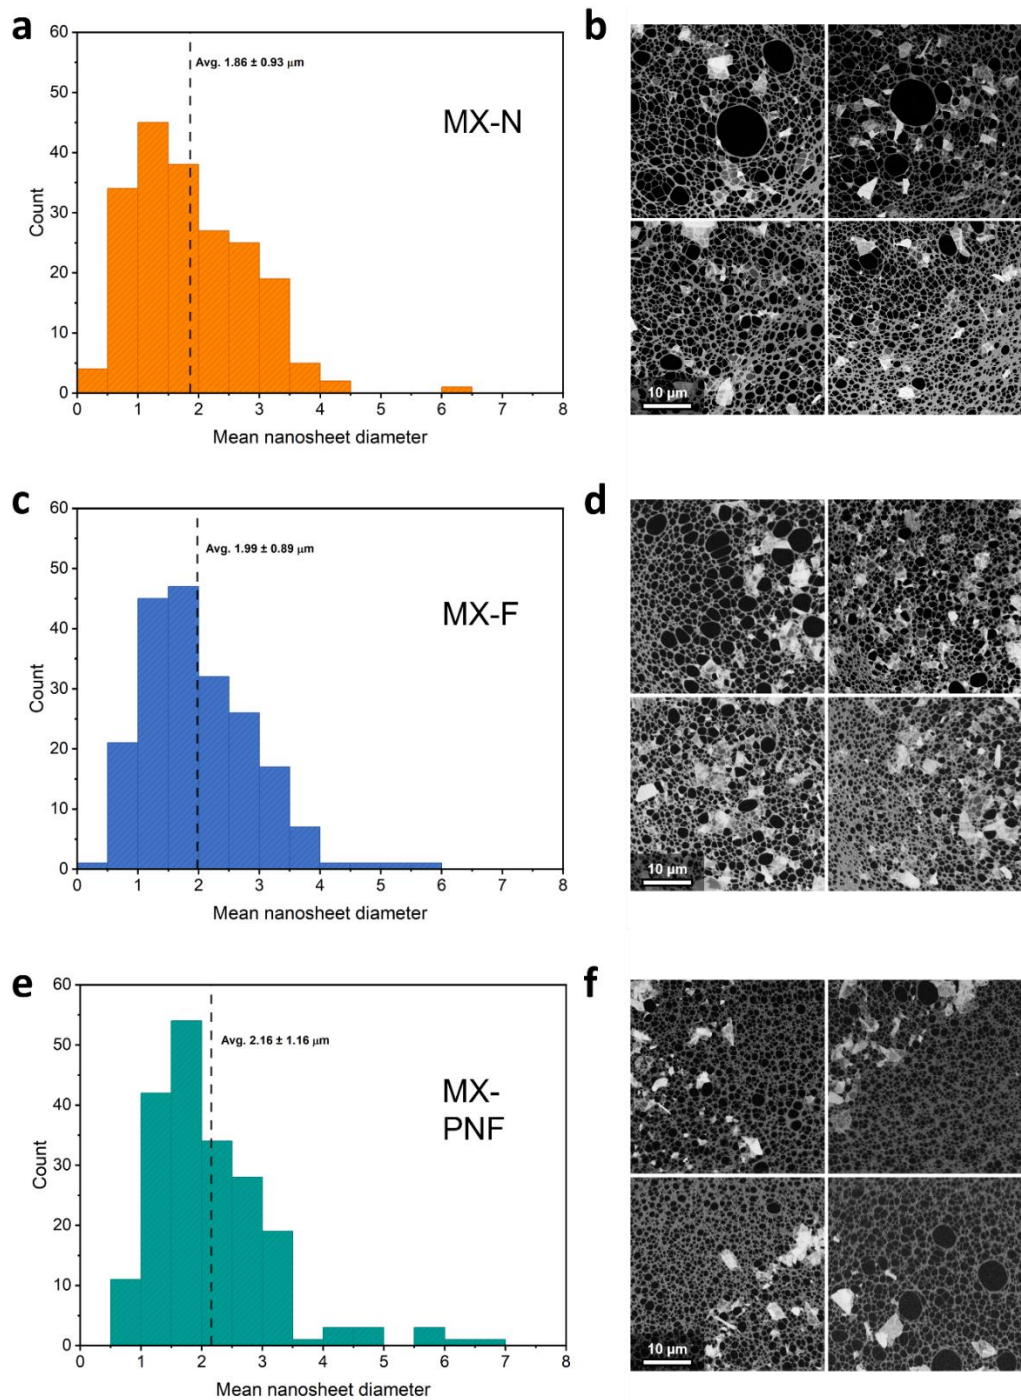 a
60
50
40
30
20
10
0
Count
Avg. 1.86 ± 0.93 μm
MX-N
0 1 2 3 4 5 6 7 8
Mean nanosheet diameter
b
10 μm
c
60
50
40
30
20
10
0
Count
Avg. 1.99 ± 0.89 μm
MX-F
0 1 2 3 4 5 6 7 8
Mean nanosheet diameter
d
10 μm
e
60
50
40
30
20
10
0
Count
Avg. 2.16 ± 1.16 μm
MX-
PNF
0 1 2 3 4 5 6 7 8
Mean nanosheet diameter
f
10 μm